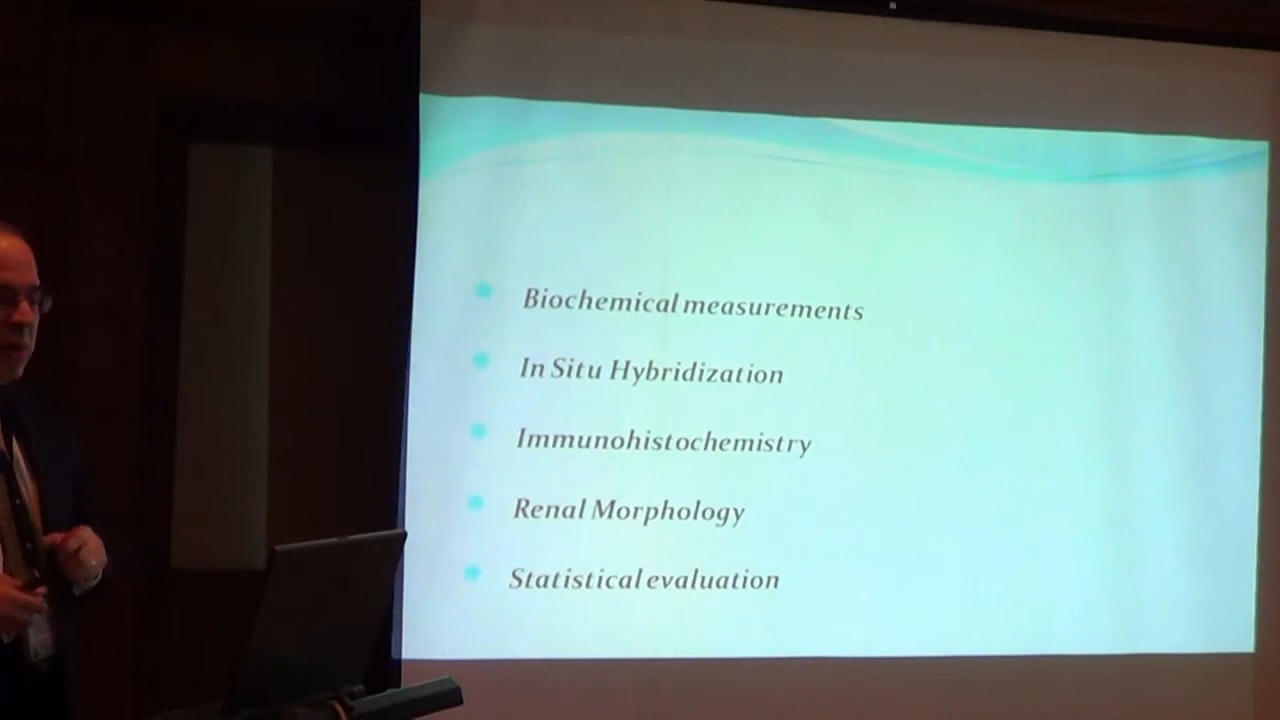 Biochemical measurements
In Situ Hybridization
Immunohistochemistry
Renal Morphology
Statistical evaluation